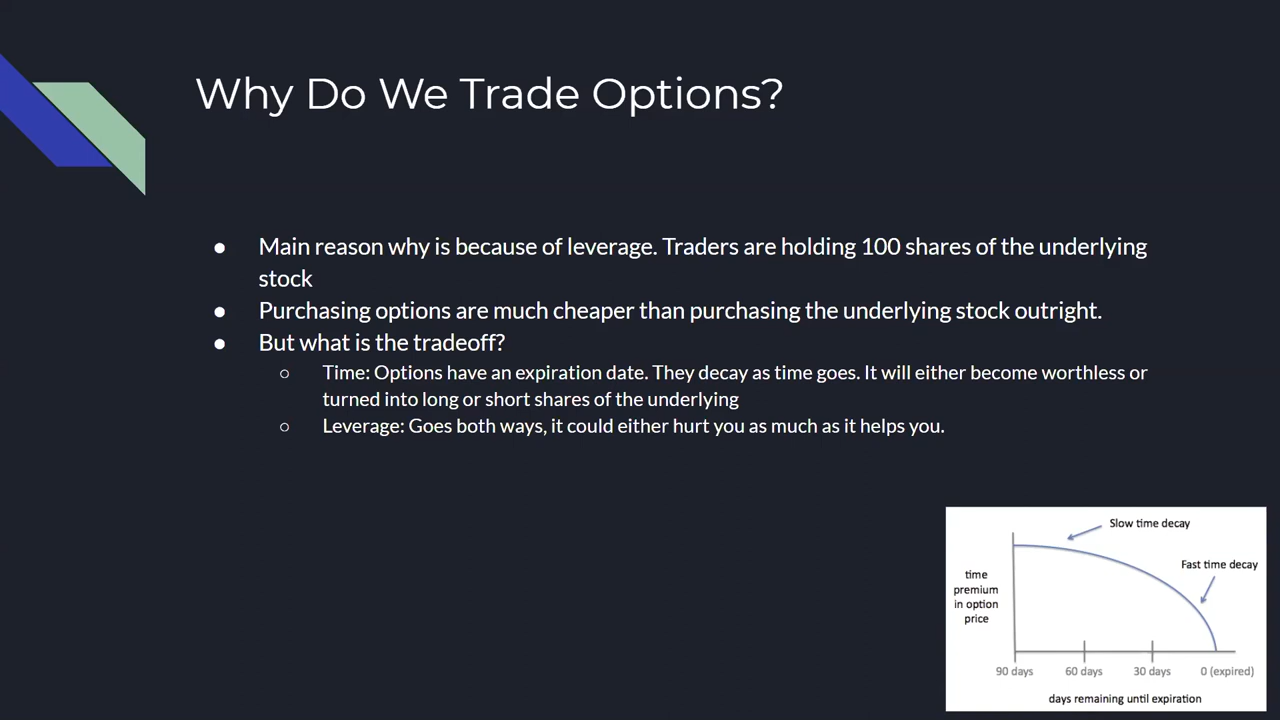 Why Do We Trade Options?
● Main reason why is because of leverage. Traders are holding 100 shares of the underlying
stock
● Purchasing options are much cheaper than purchasing the underlying stock outright.
● But what is the tradeoff?
○ Time: Options have an expiration date. They decay as time goes. It will either become worthless or
turned into long or short shares of the underlying
○ Leverage: Goes both ways, it could either hurt you as much as it helps you.
Slow time decay
Fast time decay
time
premium
in option
price
90 days 60 days 30 days 0 (expired)
days remaining until expiration